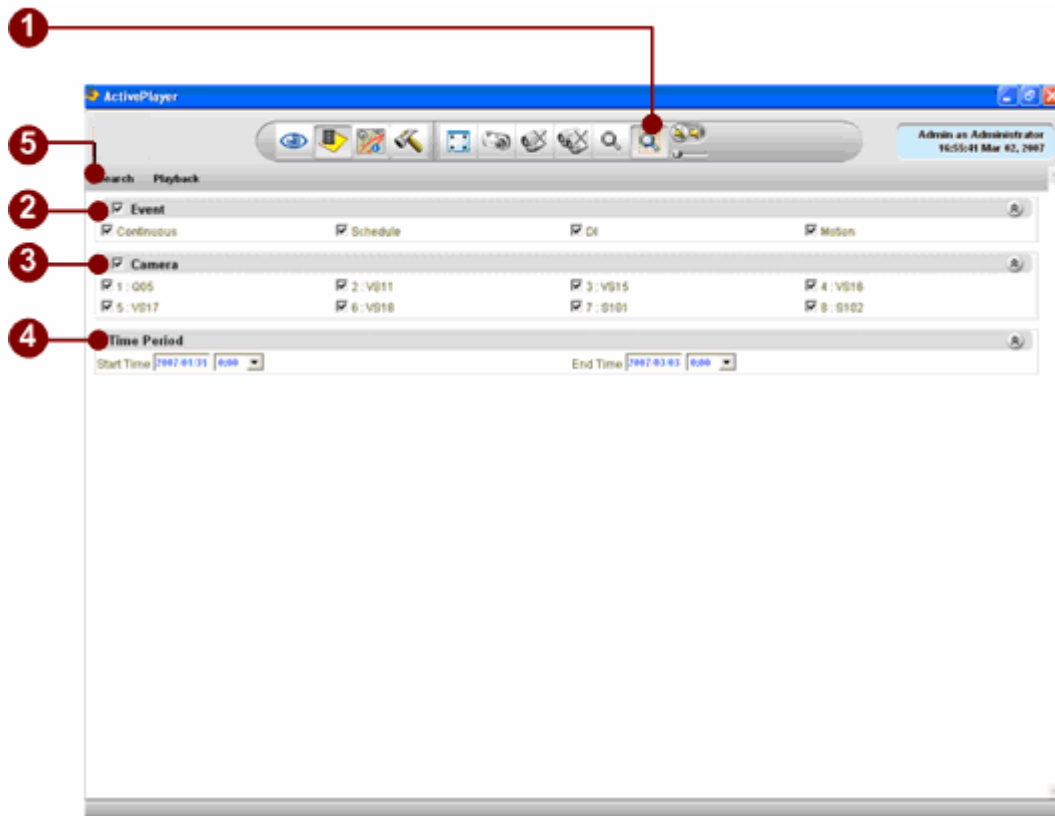 1
ActivePlayer
Admin as Administrator
16:55:41 Mar 02, 2007
5
Search Playback
2
Event
Continuous Schedule DI Motion
3
Camera
1 : Q05 2 : VS11 3 : VS15 4 : VS16
5 : VS17 6 : VS18 7 : S101 8 : S102
4
Time Period
Start Time 2007/01/31 0:00 End Time 2007/03/03 0:00